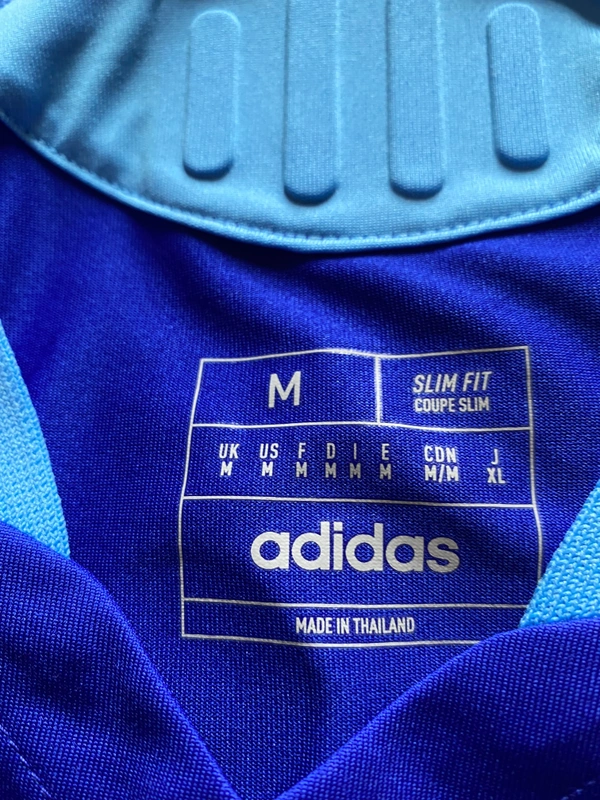 M
SLIM FIT
COUPE SLIM
UK US F D I E CDN J
M M M M M M M/M XL
adidas
MADE IN THAILAND